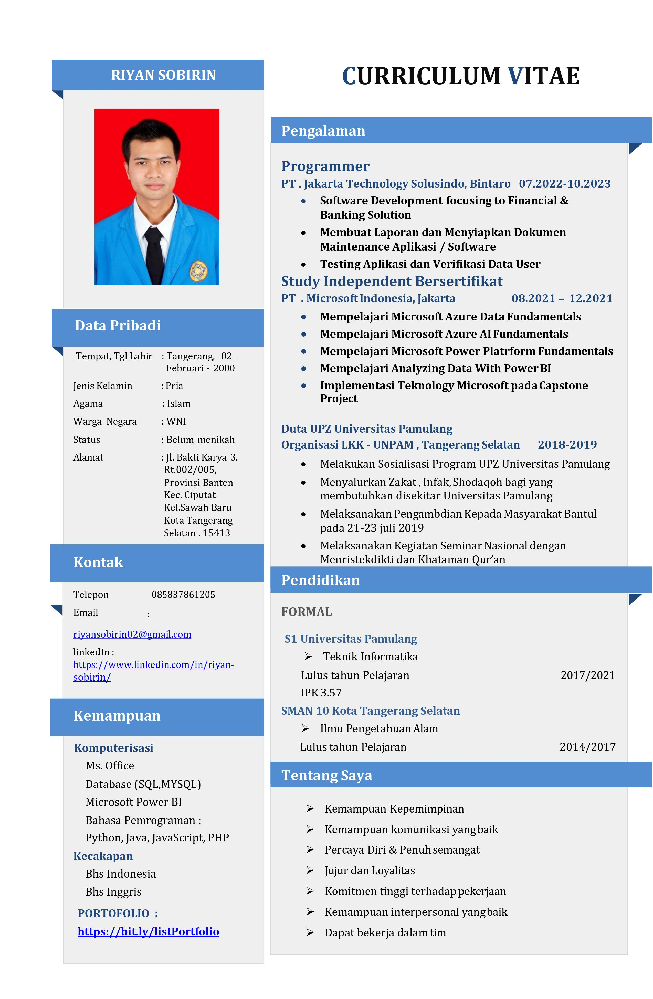 RIYAN SOBIRIN
Data Pribadi
Tempat, Tgl Lahir : Tangerang, 02–
Februari - 2000
Jenis Kelamin : Pria
Agama : Islam
Warga Negara : WNI
Status : Belum menikah
Alamat : Jl. Bakti Karya 3.
Rt.002/005,
Provinsi Banten
Kec. Ciputat
Kel.Sawah Baru
Kota Tangerang
Selatan . 15413
Kontak
Telepon 085837861205
Email :
riyansobirin02@gmail.com
linkedIn :
https://www.linkedin.com/in/riyan-
sobirin/
Kemampuan
Komputerisasi
Ms. Office
Database (SQL,MYSQL)
Microsoft Power BI
Bahasa Pemrograman :
Python, Java, JavaScript, PHP
Kecakapan
Bhs Indonesia
Bhs Inggris
PORTOFOLIO :
https://bit.ly/listPortfolio
CURRICULUM VITAE
Pengalaman
Programmer
PT . Jakarta Technology Solusindo, Bintaro 07.2022-10.2023
• Software Development focusing to Financial &
Banking Solution
• Membuat Laporan dan Menyiapkan Dokumen
Maintenance Aplikasi / Software
• Testing Aplikasi dan Verifikasi Data User
Study Independent Bersertifikat
PT . Microsoft Indonesia, Jakarta 08.2021 – 12.2021
• Mempelajari Microsoft Azure Data Fundamentals
• Mempelajari Microsoft Azure AI Fundamentals
• Mempelajari Microsoft Power Platrform Fundamentals
• Mempelajari Analyzing Data With Power BI
• Implementasi Teknology Microsoft pada Capstone
Project
Duta UPZ Universitas Pamulang
Organisasi LKK - UNPAM , Tangerang Selatan 2018-2019
• Melakukan Sosialisasi Program UPZ Universitas Pamulang
• Menyalurkan Zakat , Infak, Shodaqoh bagi yang
membutuhkan disekitar Universitas Pamulang
• Melaksanakan Pengambdian Kepada Masyarakat Bantul
pada 21-23 juli 2019
• Melaksanakan Kegiatan Seminar Nasional dengan
Menristekdikti dan Khataman Qur’an
Pendidikan
FORMAL
S1 Universitas Pamulang
➢ Teknik Informatika
Lulus tahun Pelajaran 2017/2021
IPK 3.57
SMAN 10 Kota Tangerang Selatan
➢ Ilmu Pengetahuan Alam
Lulus tahun Pelajaran 2014/2017
Tentang Saya
➢ Kemampuan Kepemimpinan
➢ Kemampuan komunikasi yang baik
➢ Percaya Diri & Penuh semangat
➢ Jujur dan Loyalitas
➢ Komitmen tinggi terhadap pekerjaan
➢ Kemampuan interpersonal yang baik
➢ Dapat bekerja dalam tim